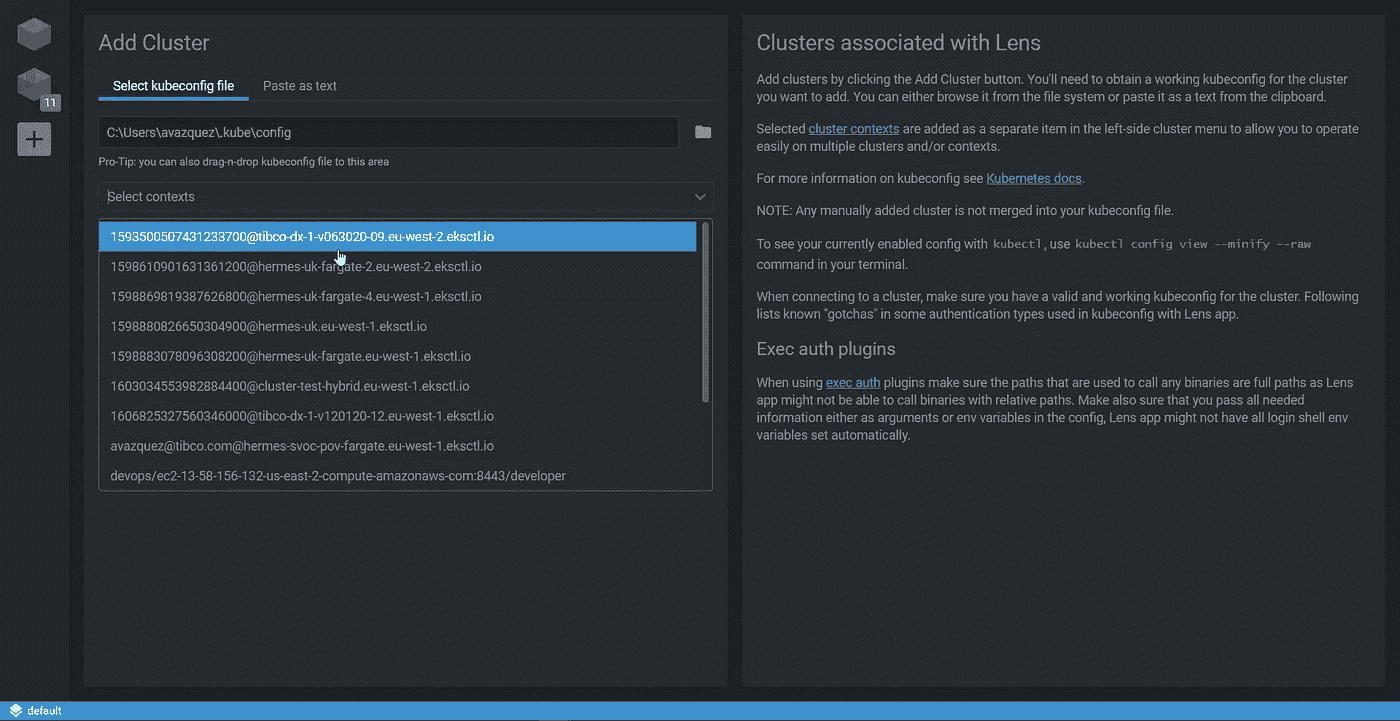 11
Add Cluster
Select kubeconfig file
Paste as text
C:\Users\avazquez\.kube\config
Pro-Tip: you can also drag-n-drop kubeconfig file to this area
Select contexts
1593500507431233700@tibco-dx-1-v063020-09.eu-west-2.eksctl.io
1598610901631361200@hermes-uk-fargate-2.eu-west-2.eksctl.io
1598869819387626800@hermes-uk-fargate-4.eu-west-1.eksctl.io
1598880826650304900@hermes-uk.eu-west-1.eksctl.io
1598883078096308200@hermes-uk-fargate.eu-west-1.eksctl.io
1603034553982884400@cluster-test-hybrid.eu-west-1.eksctl.io
1606825327560346000@tibco-dx-1-v120120-12.eu-west-1.eksctl.io
avazquez@tibco.com@hermes-svoc-pov-fargate.eu-west-1.eksctl.io
devops/ec2-13-58-156-132-us-east-2-compute-amazonaws-com:8443/developer
Clusters associated with Lens
Add clusters by clicking the Add Cluster button. You'll need to obtain a working kubeconfig for the cluster
you want to add. You can either browse it from the file system or paste it as a text from the clipboard.
Selected cluster contexts are added as a separate item in the left-side cluster menu to allow you to operate
easily on multiple clusters and/or contexts.
For more information on kubeconfig see Kubernetes docs.
NOTE: Any manually added cluster is not merged into your kubeconfig file.
To see your currently enabled config with kubectl, use kubectl config view --minify --raw
command in your terminal.
When connecting to a cluster, make sure you have a valid and working kubeconfig for the cluster. Following
lists known "gotchas" in some authentication types used in kubeconfig with Lens app.
Exec auth plugins
When using exec auth plugins make sure the paths that are used to call any binaries are full paths as Lens
app might not be able to call binaries with relative paths. Make also sure that you pass all needed
information either as arguments or env variables in the config, Lens app might not have all login shell env
variables set automatically.
default